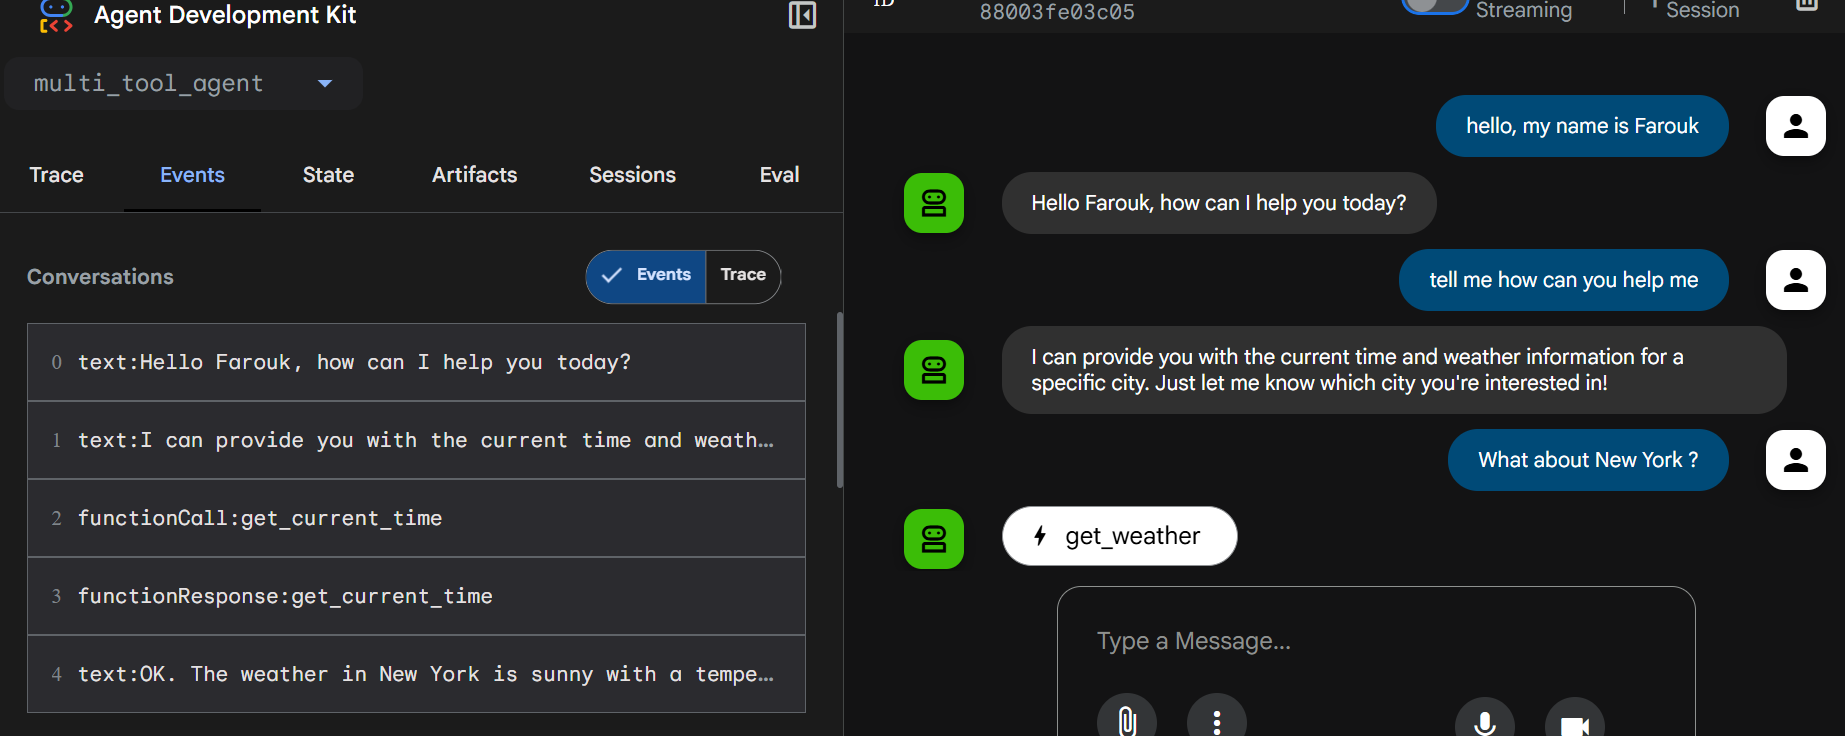 Agent Development Kit
multi_tool_agent
Trace
Events
State
Artifacts
Sessions
Eval
Conversations
Events
Trace
0 text:Hello Farouk, how can I help you today?
1 text:I can provide you with the current time and weath…
2 functionCall:get_current_time
3 functionResponse:get_current_time
4 text:OK. The weather in New York is sunny with a tempe…
ID
88003fe03c05
Streaming
Session
hello, my name is Farouk
Hello Farouk, how can I help you today?
tell me how can you help me
I can provide you with the current time and weather information for a
specific city. Just let me know which city you're interested in!
What about New York ?
get_weather
Type a Message...